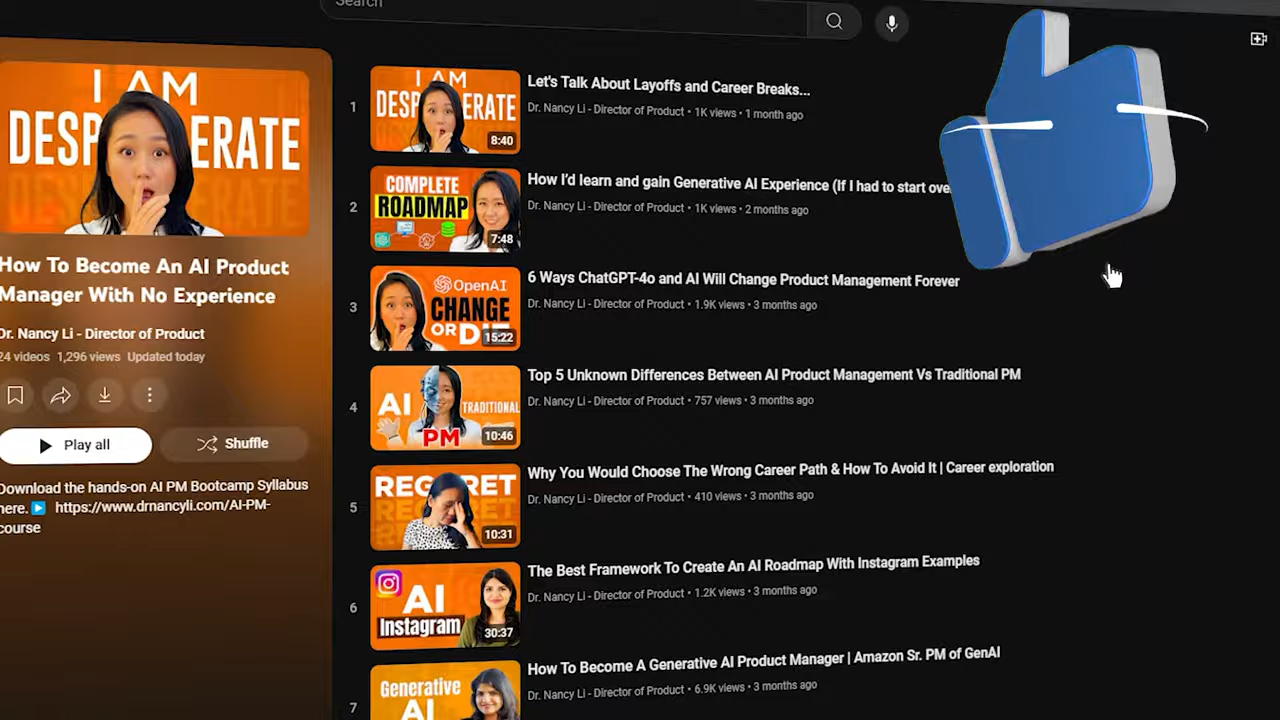 Search
I AM
DESPERATE
How To Become An AI Product
Manager With No Experience
Dr. Nancy Li - Director of Product
24 videos 1,296 views Updated today
Play all
Shuffle
Download the hands-on AI PM Bootcamp Syllabus
here. https://www.drnancyli.com/AI-PM-
course
1
I AM
DESPERATE
8:40
Let's Talk About Layoffs and Career Breaks...
Dr. Nancy Li - Director of Product • 1K views • 1 month ago
2
COMPLETE
ROADMAP
7:48
How I'd learn and gain Generative AI Experience (If I had to start ove
Dr. Nancy Li - Director of Product • 1K views • 2 months ago
3
OpenAI
CHANGE
OR DIE
15:22
6 Ways ChatGPT-4o and AI Will Change Product Management Forever
Dr. Nancy Li - Director of Product • 1.9K views • 3 months ago
4
AI
TRADITIONAL
PM
10:46
Top 5 Unknown Differences Between AI Product Management Vs Traditional PM
Dr. Nancy Li - Director of Product • 757 views • 3 months ago
5
REGRET
REGRET
10:31
Why You Would Choose The Wrong Career Path & How To Avoid It | Career exploration
Dr. Nancy Li - Director of Product • 410 views • 3 months ago
6
AI
Instagram
30:37
The Best Framework To Create An AI Roadmap With Instagram Examples
Dr. Nancy Li - Director of Product • 1.2K views • 3 months ago
7
Generative
AI
How To Become A Generative AI Product Manager | Amazon Sr. PM of GenAI
Dr. Nancy Li - Director of Product • 6.9K views • 3 months ago